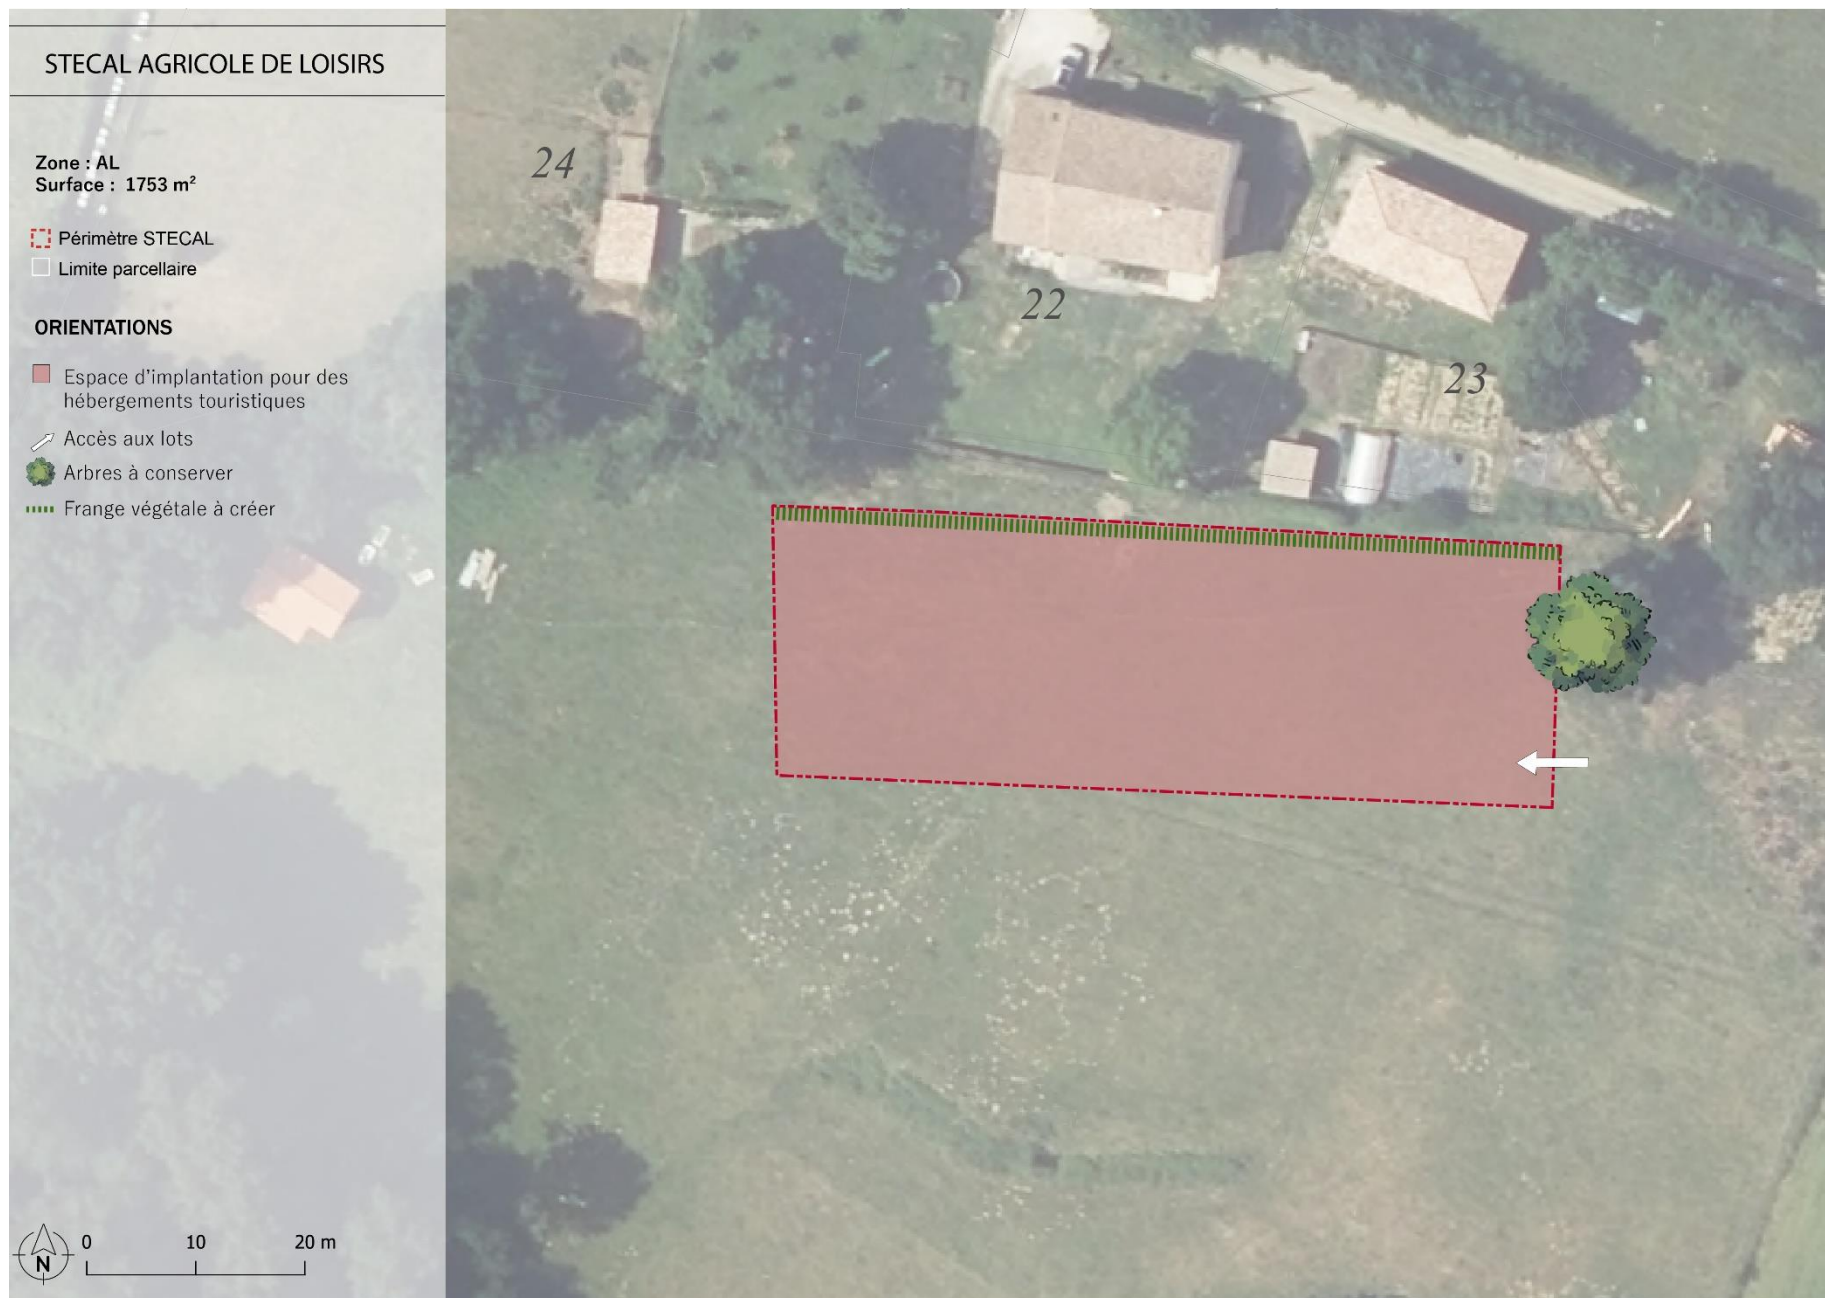 STECAL AGRICOLE DE LOISIRS
Zone : AL
Surface : 1753 m²
Périmètre STECAL
Limite parcellaire
ORIENTATIONS
Espace d'implantation pour des
hébergements touristiques
Accès aux lots
Arbres à conserver
Frange végétale à créer
24
22
23
N
0 10 20 m